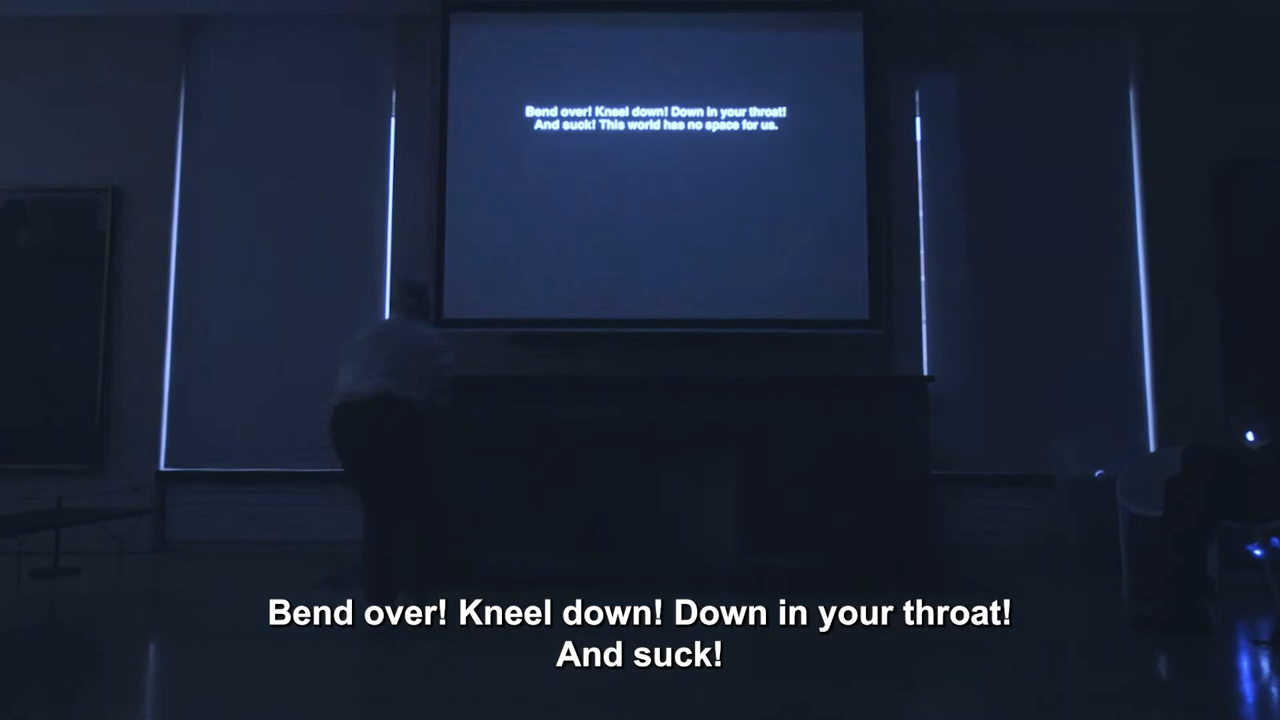 Bend over! Kneel down! Down in your throat!
And suck! This world has no space for us.
Bend over! Kneel down! Down in your throat!
And suck!